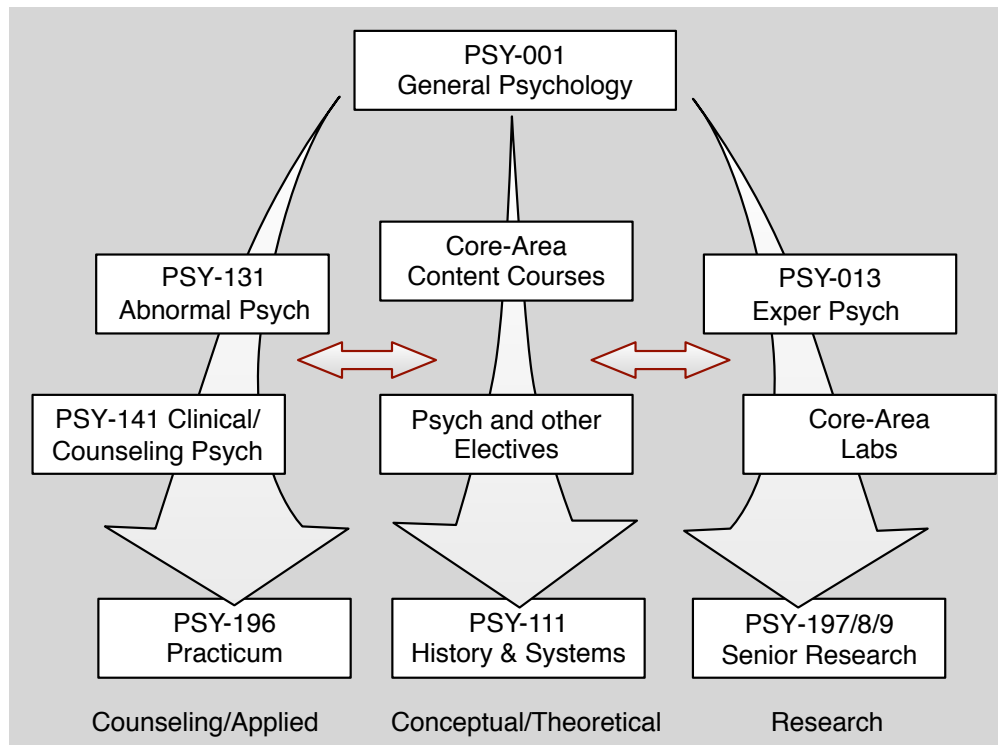 PSY-001
General Psychology
Core-Area
Content Courses
PSY-131
Abnormal Psych
PSY-013
Exper Psych
PSY-141 Clinical/
Counseling Psych
Psych and other
Electives
Core-Area
Labs
PSY-196
Practicum
PSY-111
History & Systems
PSY-197/8/9
Senior Research
Counseling/Applied
Conceptual/Theoretical
Research